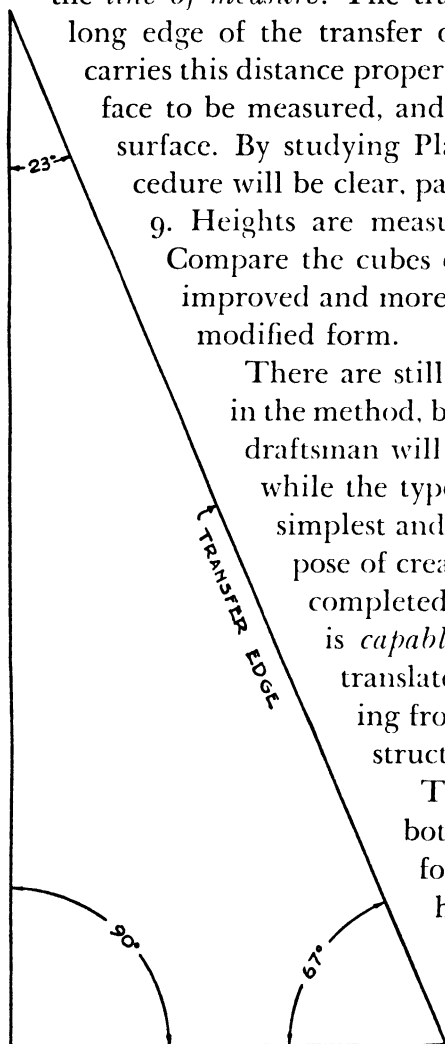 the line of measure. The tra
long edge of the transfer
carries this distance proper
face to be measured, and
surface. By studying Pla
cedure will be clear, pa
9. Heights are measu
Compare the cubes
improved and more
modified form.
There are still
in the method, b
draftsman will
while the type
simplest and
pose of crea
completed
is capabl
translate
ing fro
struct
T
bot
fo
h
23°
TRANSFER EDGE
90°
67°